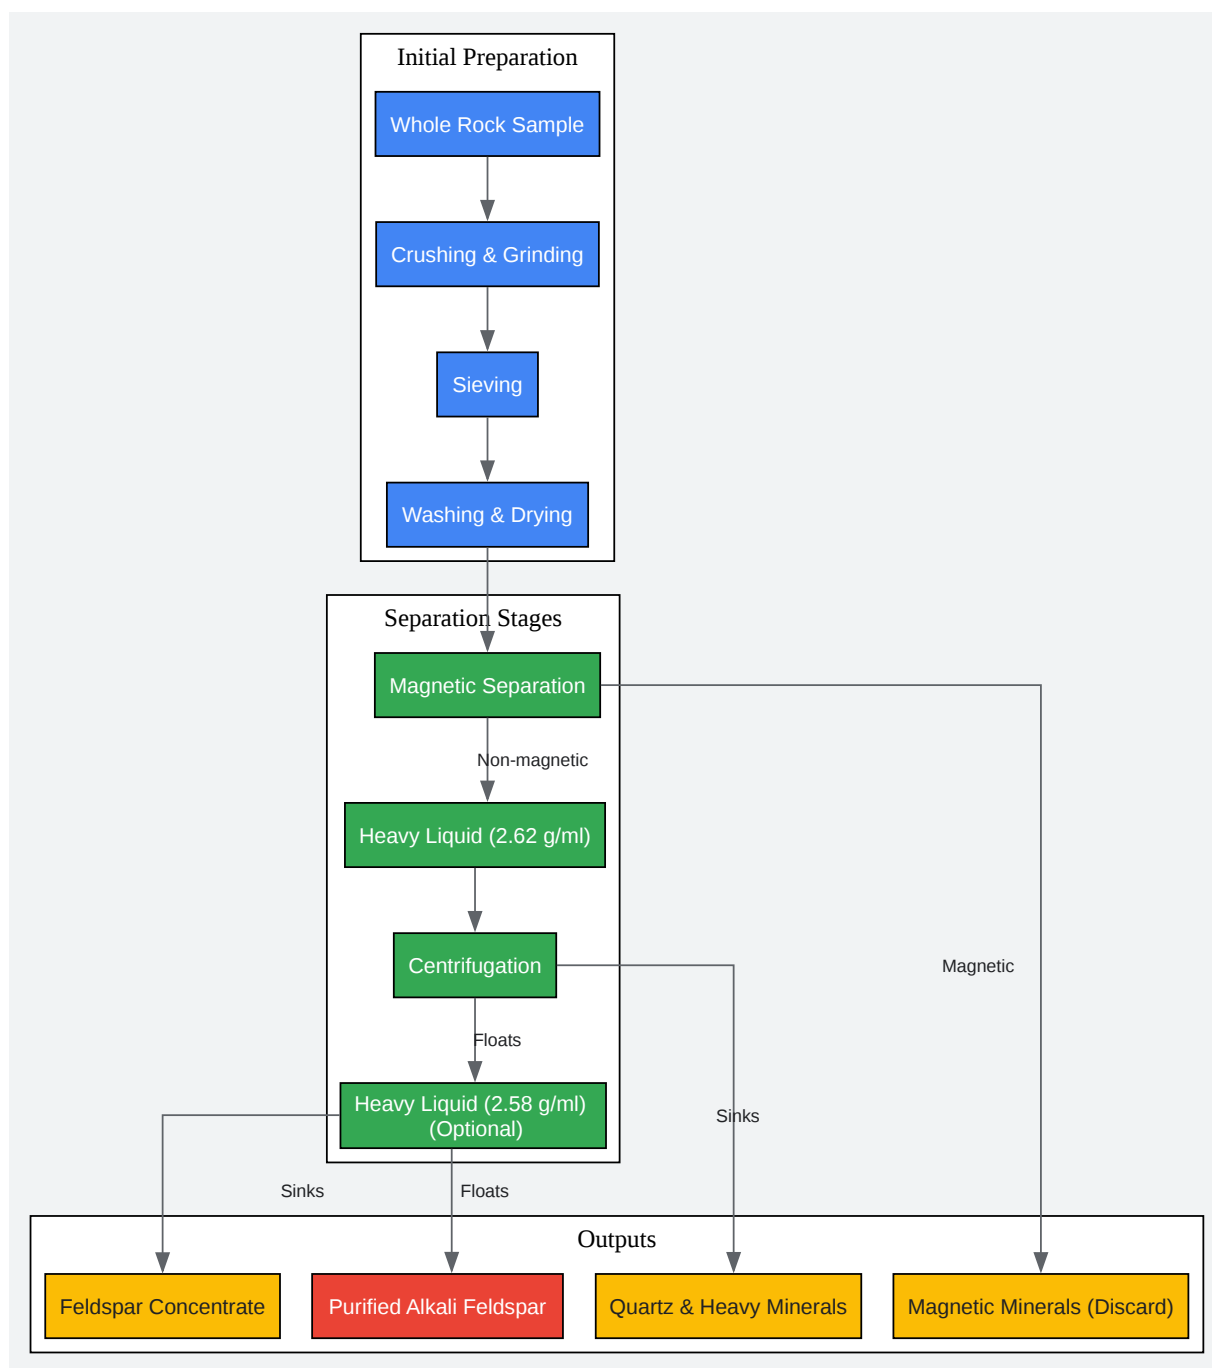 Initial Preparation
Whole Rock Sample
Crushing & Grinding
Sieving
Washing & Drying
Separation Stages
Magnetic Separation
Non-magnetic
Heavy Liquid (2.62 g/ml)
Centrifugation
Magnetic
Floats
Heavy Liquid (2.58 g/ml)
(Optional)
Sinks
Sinks
Floats
Outputs
Feldspar Concentrate
Purified Alkali Feldspar
Quartz & Heavy Minerals
Magnetic Minerals (Discard)